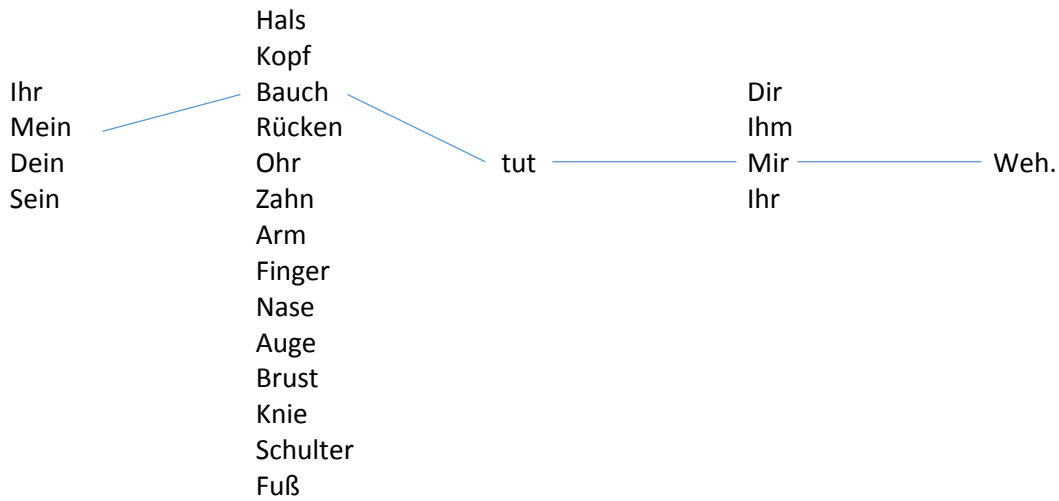 Hals
Kopf
Ihr Bauch Dir
Mein Rücken Ihm
Dein Ohr tut Mir Weh.
Sein Zahn Ihr
Arm
Finger
Nase
Auge
Brust
Knie
Schulter
Fuß